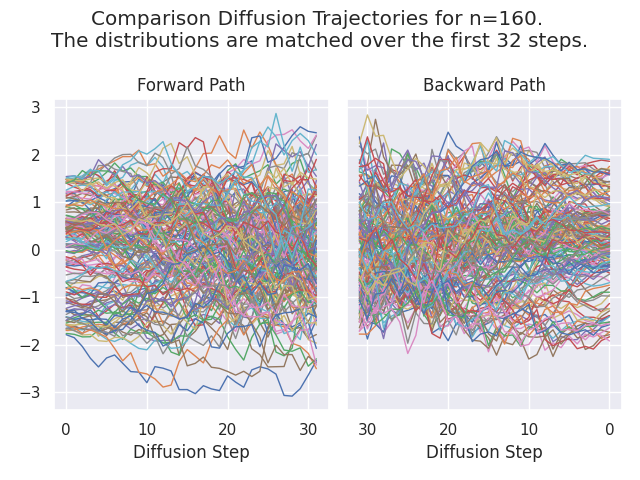 Comparison Diffusion Trajectories for n=160.
The distributions are matched over the first 32 steps.
Forward Path
Backward Path
3
2
1
0
−1
−2
−3
0 10 20 30
30 20 10 0
Diffusion Step
Diffusion Step